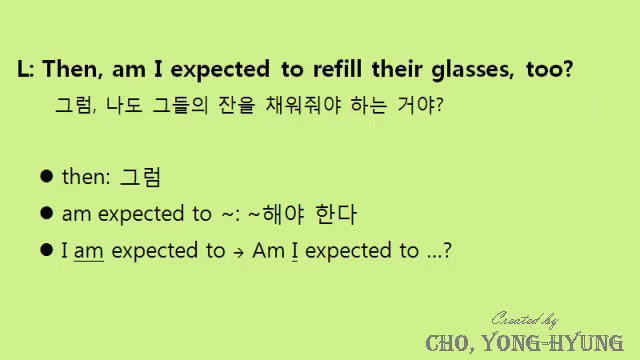 L: Then, am I expected to refill their glasses, too?
그럼, 나도 그들의 잔을 채워줘야 하는 거야?
● then: 그럼
● am expected to ~: ~해야 한다
● I am expected to → Am I expected to ...?
Created by
CHO, YONG-HYUNG